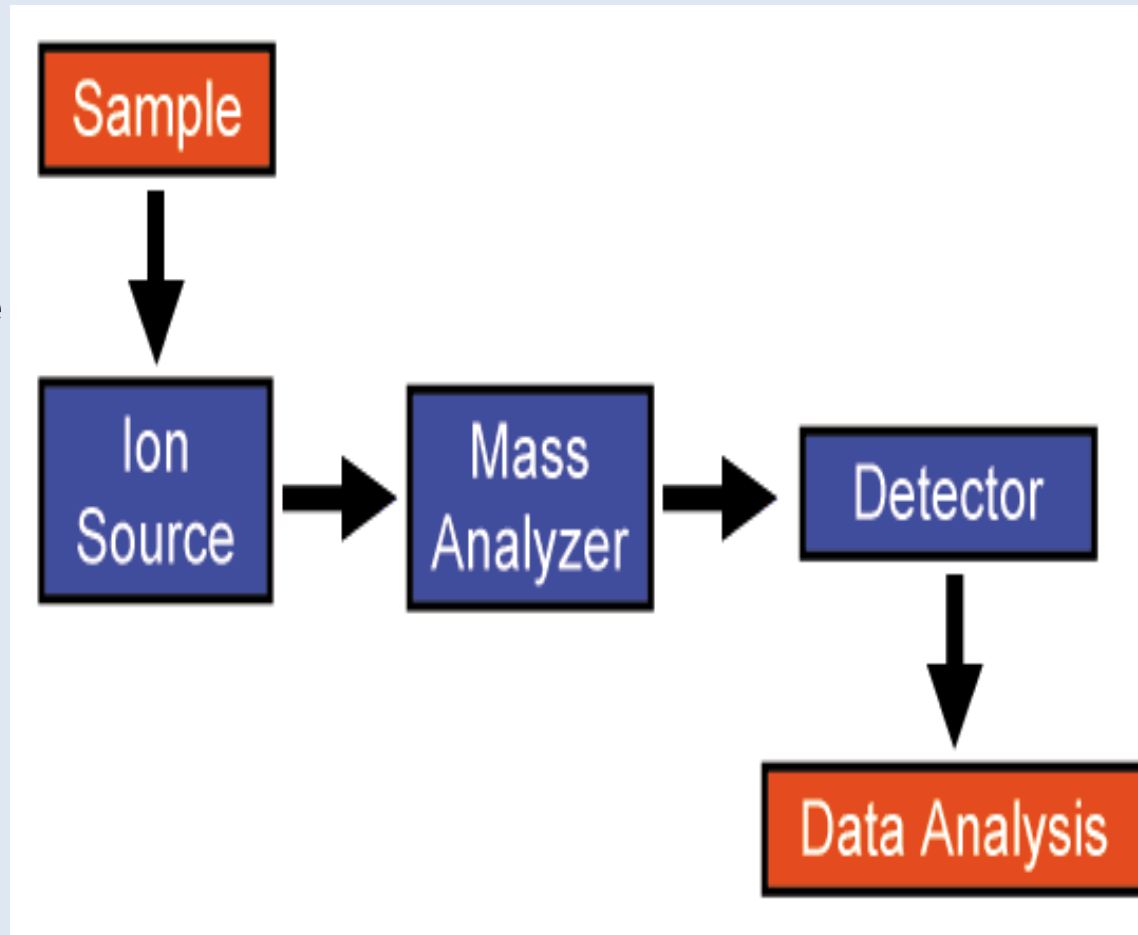 Sample
Ion
Source
Mass
Analyzer
Detector
Data Analysis